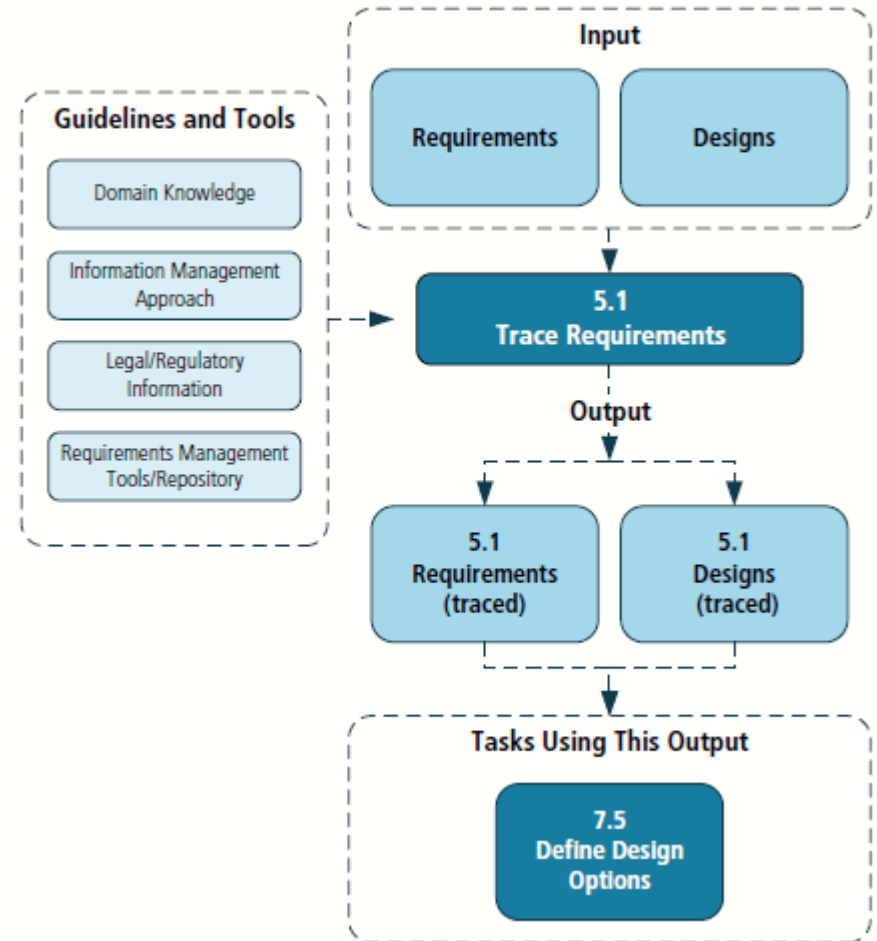 Input
Requirements
Designs
Guidelines and Tools
Domain Knowledge
Information Management
Approach
Legal/Regulatory
Information
Requirements Management
Tools/Repository
5.1
Trace Requirements
Output
5.1
Requirements
(traced)
5.1
Designs
(traced)
Tasks Using This Output
7.5
Define Design
Options